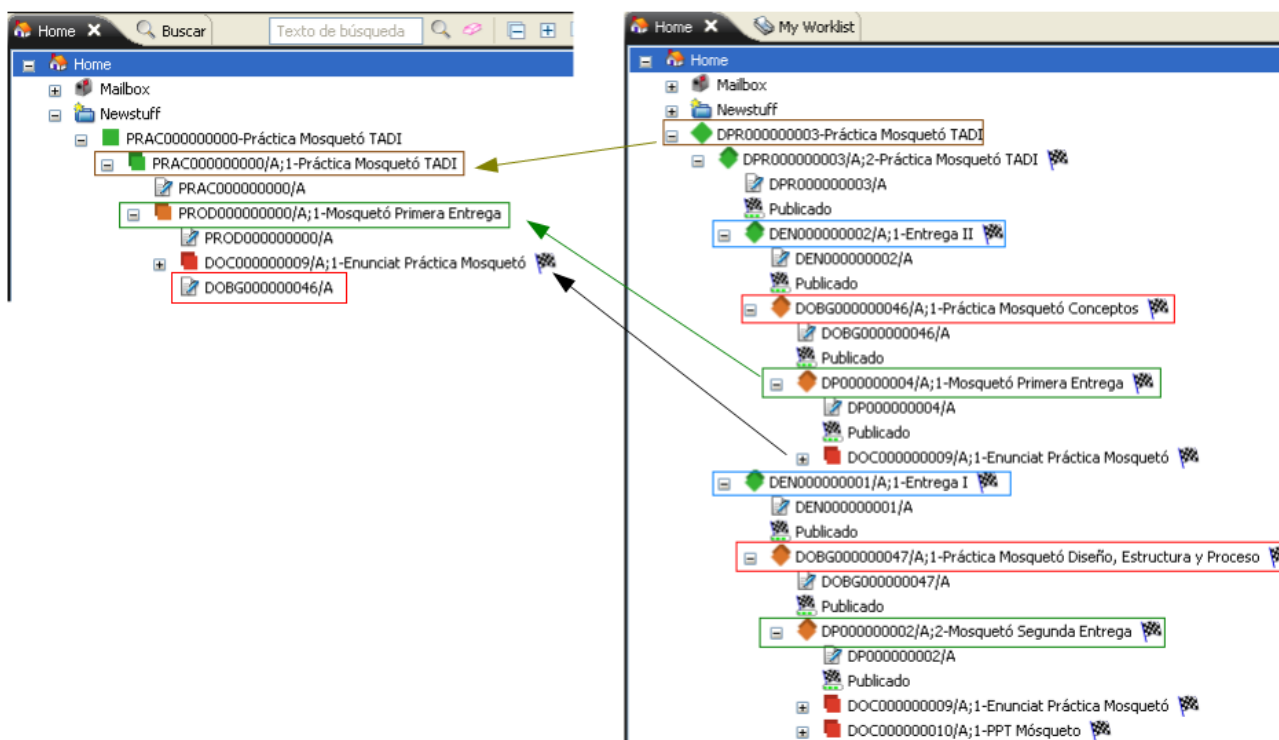 Home
Buscar
Texto de búsqueda
Home
Mailbox
Newstuff
PRAC000000000-Práctica Mosquetó TADI
PRAC000000000/A;1-Práctica Mosquetó TADI
PRAC000000000/A
PROD000000000/A;1-Mosquetó Primera Entrega
PROD000000000/A
DOC000000009/A;1-Enunciat Práctica Mosquetó
DOBG000000046/A
Home
My Worklist
Home
Mailbox
Newstuff
DPR000000003-Práctica Mosquetó TADI
DPR000000003/A;2-Práctica Mosquetó TADI
DPR000000003/A
Publicado
DEN000000002/A;1-Entrega II
DEN000000002/A
Publicado
DOBG000000046/A;1-Práctica Mosquetó Conceptos
DOBG000000046/A
Publicado
DP000000004/A;1-Mosquetó Primera Entrega
DP000000004/A
Publicado
DOC000000009/A;1-Enunciat Práctica Mosquetó
DEN000000001/A;1-Entrega I
DEN000000001/A
Publicado
DOBG000000047/A;1-Práctica Mosquetó Diseño, Estructura y Proceso
DOBG000000047/A
Publicado
DP000000002/A;2-Mosquetó Segunda Entrega
DP000000002/A
Publicado
DOC000000009/A;1-Enunciat Práctica Mosquetó
DOC000000010/A;1-PPT Mósqueto